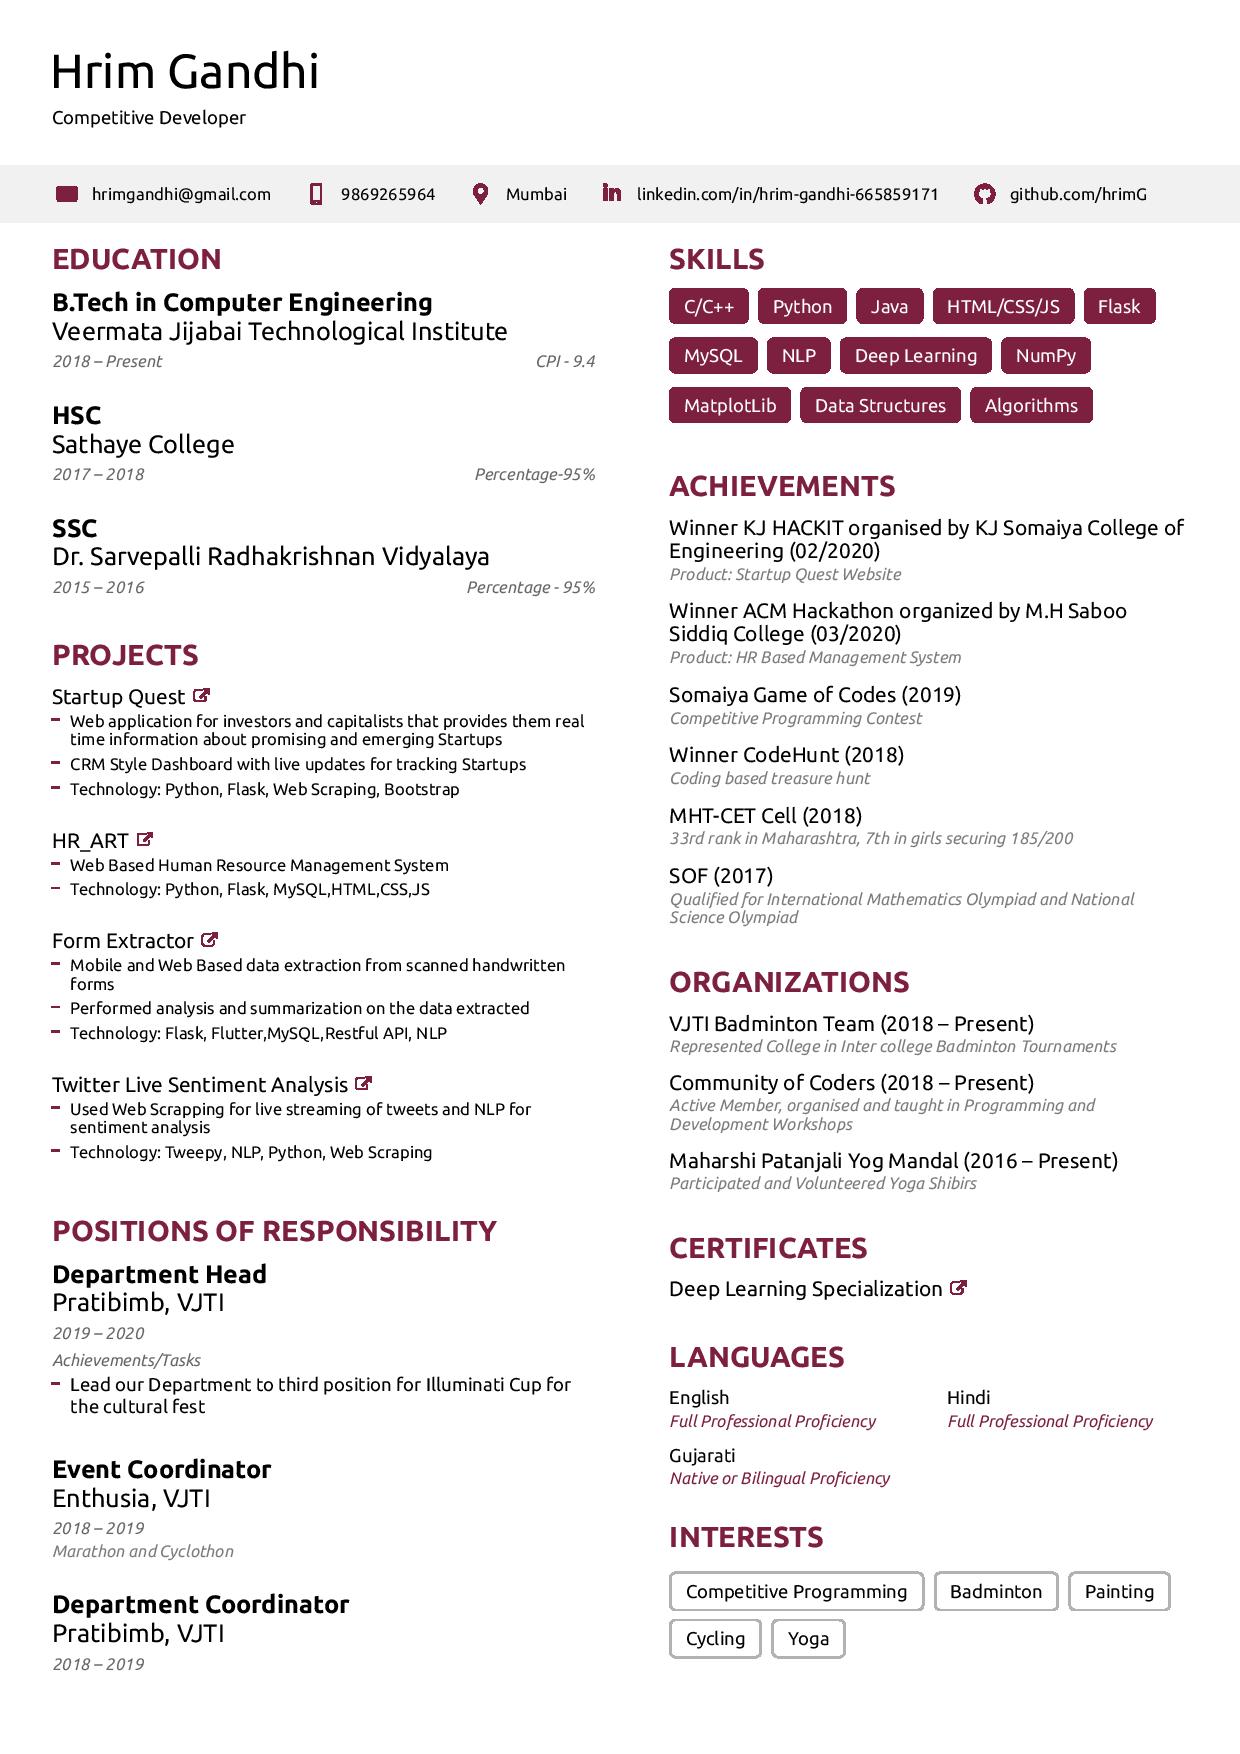 Hrim Gandhi
Competitive Developer
hrimgandhi@gmail.com
9869265964
Mumbai
linkedin.com/in/hrim-gandhi-665859171
github.com/hrimG
EDUCATION
B.Tech in Computer Engineering
Veermata Jijabai Technological Institute
2018 – Present
CPI - 9.4
HSC
Sathaye College
2017 – 2018
Percentage-95%
SSC
Dr. Sarvepalli Radhakrishnan Vidyalaya
2015 – 2016
Percentage - 95%
PROJECTS
Startup Quest
Web application for investors and capitalists that provides them real
time information about promising and emerging Startups
CRM Style Dashboard with live updates for tracking Startups
Technology: Python, Flask, Web Scraping, Bootstrap
HR_ART
Web Based Human Resource Management System
Technology: Python, Flask, MySQL,HTML,CSS,JS
Form Extractor
Mobile and Web Based data extraction from scanned handwritten
forms
Performed analysis and summarization on the data extracted
Technology: Flask, Flutter,MySQL,Restful API, NLP
Twitter Live Sentiment Analysis
Used Web Scrapping for live streaming of tweets and NLP for
sentiment analysis
Technology: Tweepy, NLP, Python, Web Scraping
POSITIONS OF RESPONSIBILITY
Department Head
Pratibimb, VJTI
2019 – 2020
Achievements/Tasks
Lead our Department to third position for Illuminati Cup for
the cultural fest
Event Coordinator
Enthusia, VJTI
2018 – 2019
Marathon and Cyclothon
Department Coordinator
Pratibimb, VJTI
2018 – 2019
SKILLS
C/C++ Python Java HTML/CSS/JS Flask
MySQL NLP Deep Learning NumPy
MatplotLib Data Structures Algorithms
ACHIEVEMENTS
Winner KJ HACKIT organised by KJ Somaiya College of
Engineering (02/2020)
Product: Startup Quest Website
Winner ACM Hackathon organized by M.H Saboo
Siddiq College (03/2020)
Product: HR Based Management System
Somaiya Game of Codes (2019)
Competitive Programming Contest
Winner CodeHunt (2018)
Coding based treasure hunt
MHT-CET Cell (2018)
33rd rank in Maharashtra, 7th in girls securing 185/200
SOF (2017)
Qualified for International Mathematics Olympiad and National
Science Olympiad
ORGANIZATIONS
VJTI Badminton Team (2018 – Present)
Represented College in Inter college Badminton Tournaments
Community of Coders (2018 – Present)
Active Member, organised and taught in Programming and
Development Workshops
Maharshi Patanjali Yog Mandal (2016 – Present)
Participated and Volunteered Yoga Shibirs
CERTIFICATES
Deep Learning Specialization
LANGUAGES
English
Full Professional Proficiency
Hindi
Full Professional Proficiency
Gujarati
Native or Bilingual Proficiency
INTERESTS
Competitive Programming Badminton Painting
Cycling Yoga